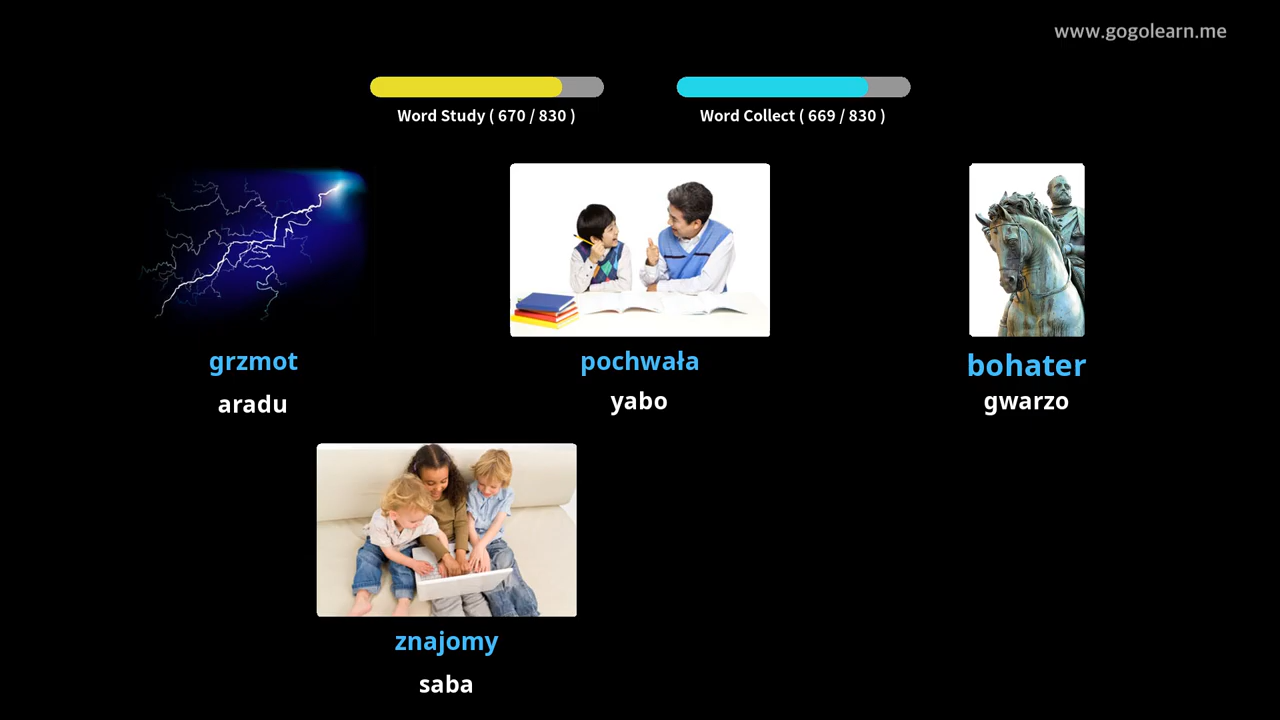 www.gogolearn.me
Word Study ( 670 / 830 )
Word Collect ( 669 / 830 )
grzmot
aradu
pochwała
yabo
bohater
gwarzo
znajomy
saba